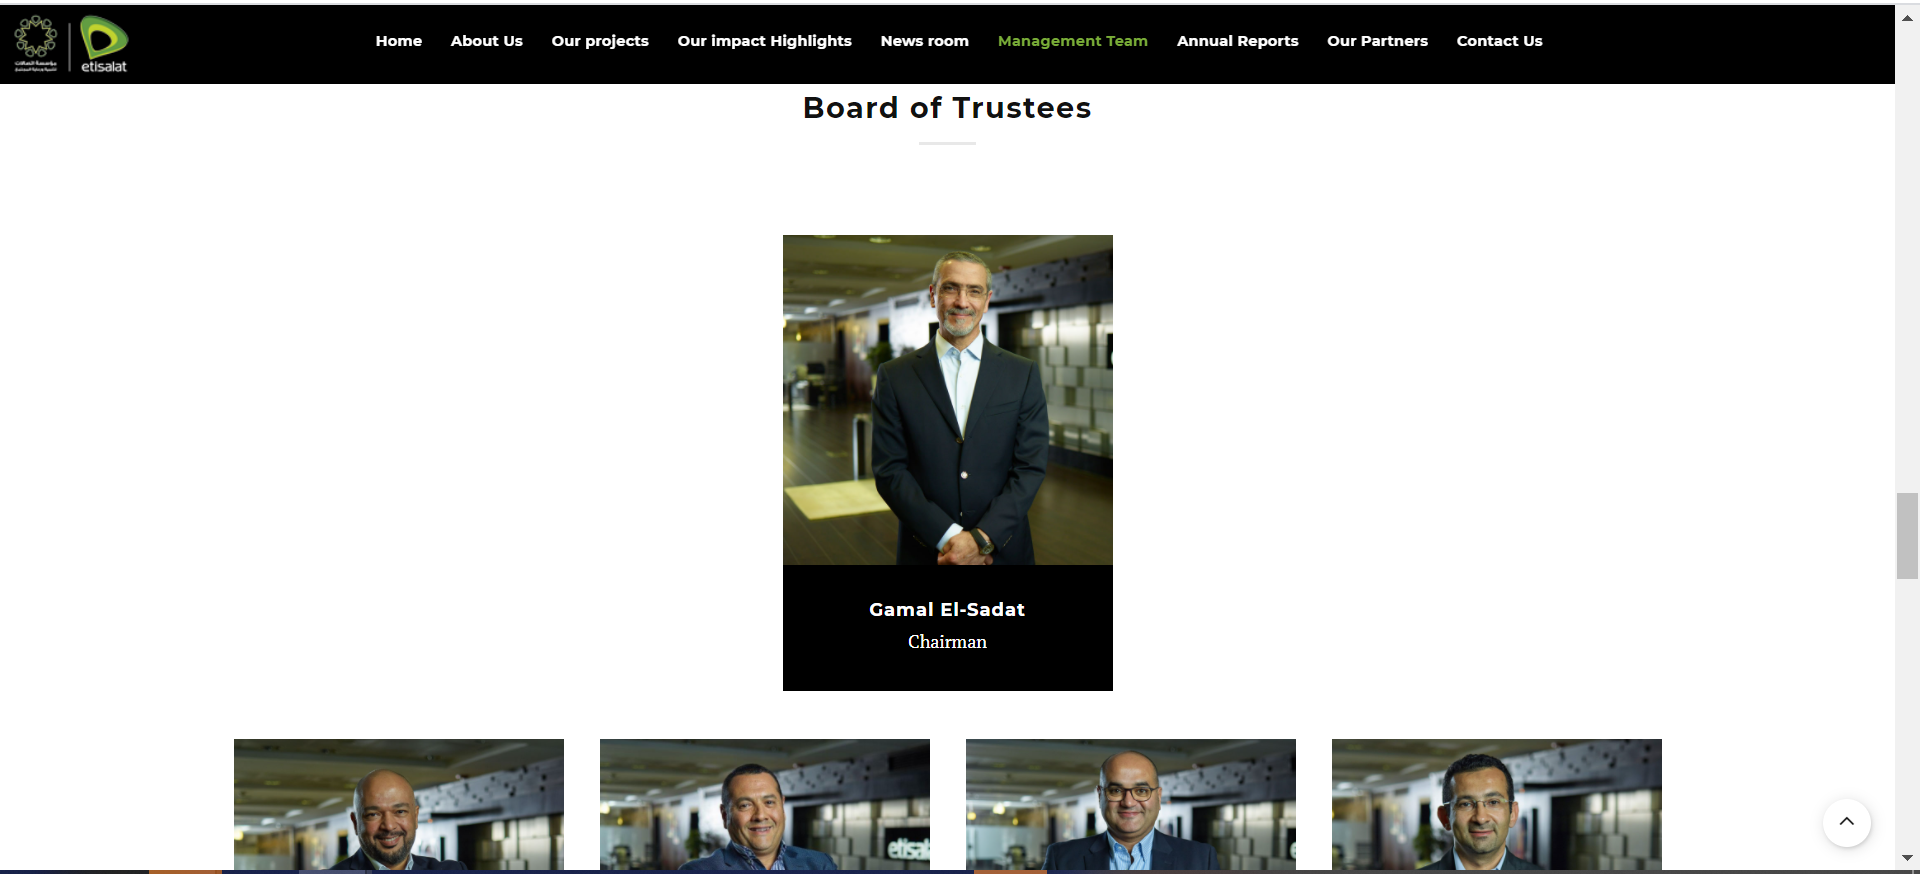 etisalat
Home About Us Our projects Our impact Highlights News room Management Team Annual Reports Our Partners Contact Us
Board of Trustees
Gamal El-Sadat
Chairman